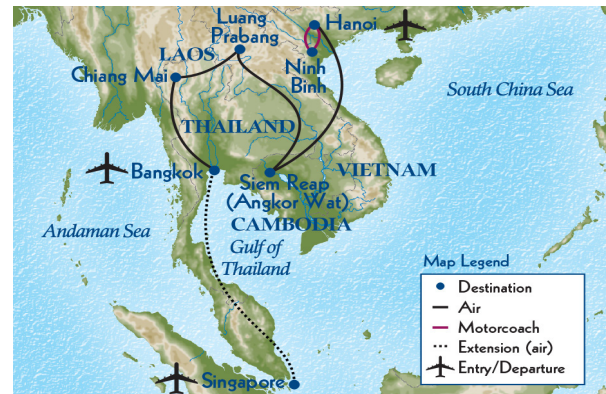 Luang
Prabang
Hanoi
LAOS
Chiang Mai
Ninh
Binh
South China Sea
THAILAND
Bangkok
Siem Reap
(Angkor Wat)
VIETNAM
CAMBODIA
Andaman Sea
Gulf of
Thailand
Singapore
Map Legend
Destination
Air
Motorcoach
Extension (air)
Entry/Departure